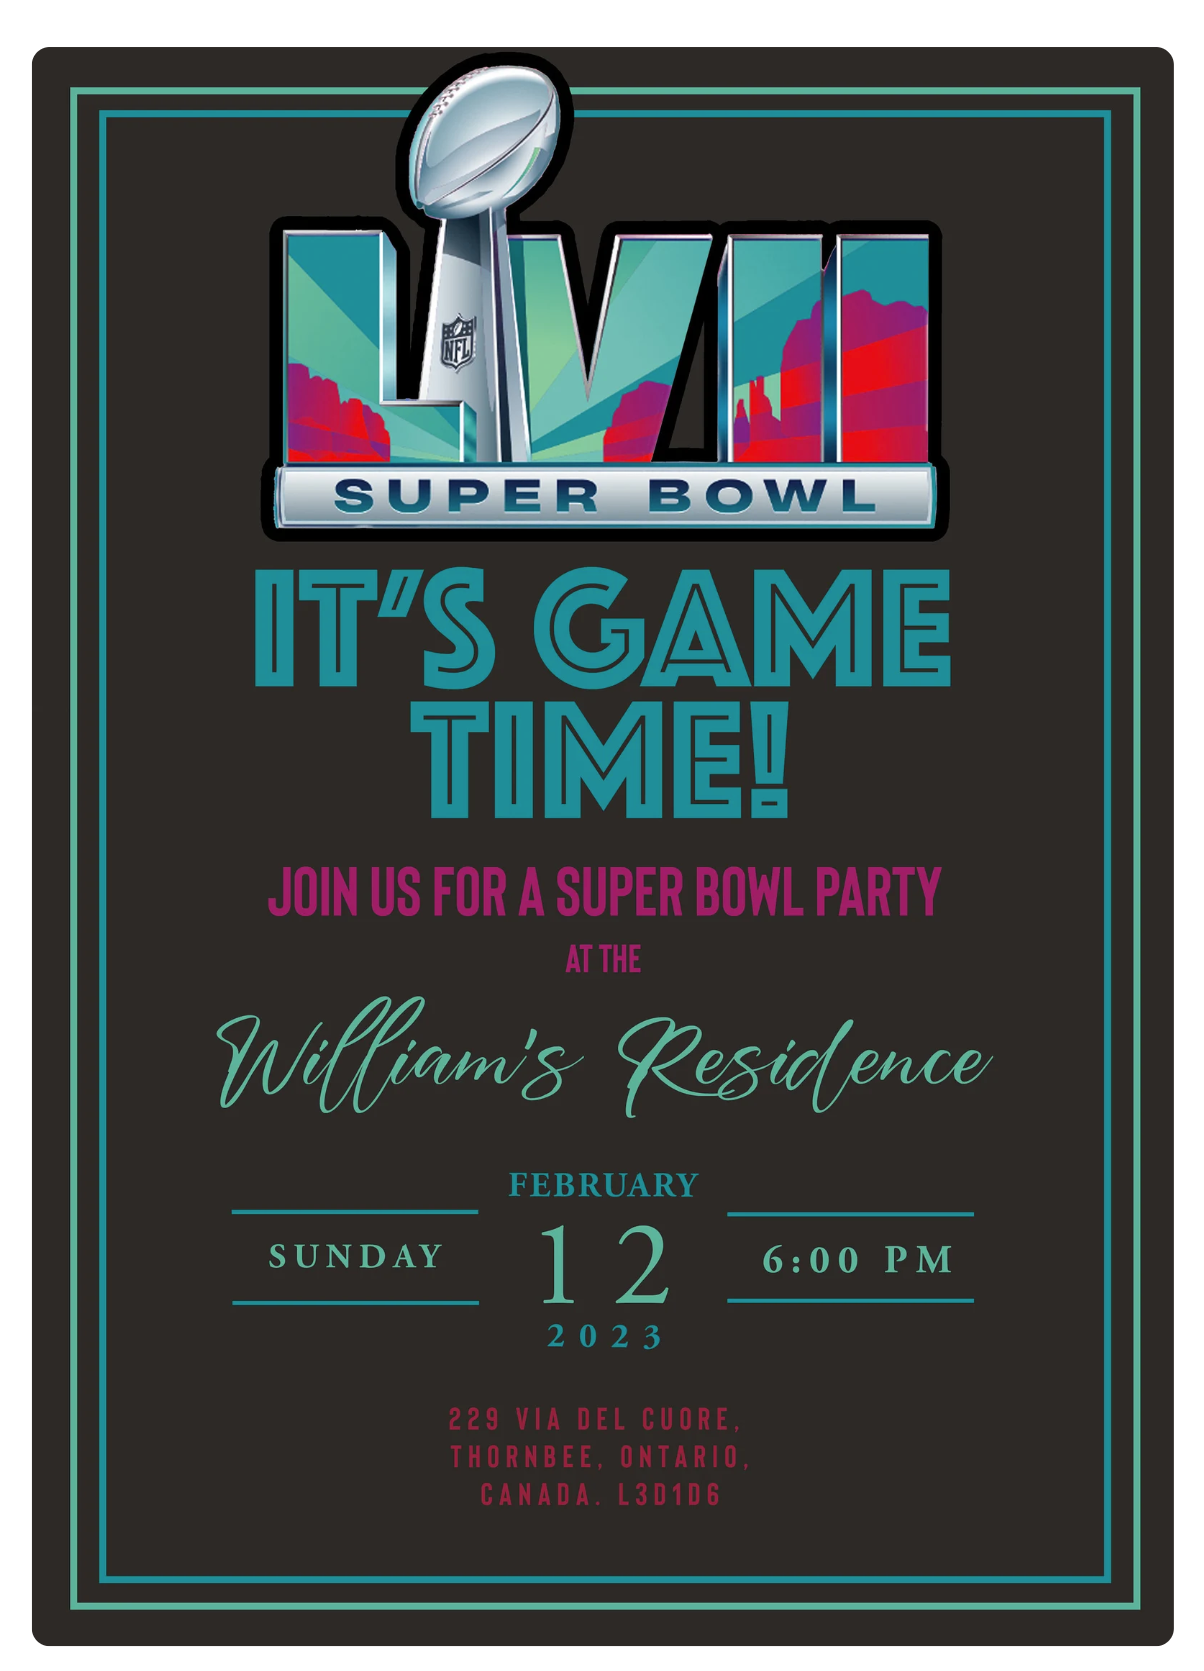 LVII
NFL
SUPER BOWL
IT'S GAME
TIME!
JOIN US FOR A SUPER BOWL PARTY
AT THE
William's Residence
FEBRUARY
SUNDAY
12
6:00 PM
2023
229 VIA DEL CUORE,
THORNBEE, ONTARIO,
CANADA. L3D1D6